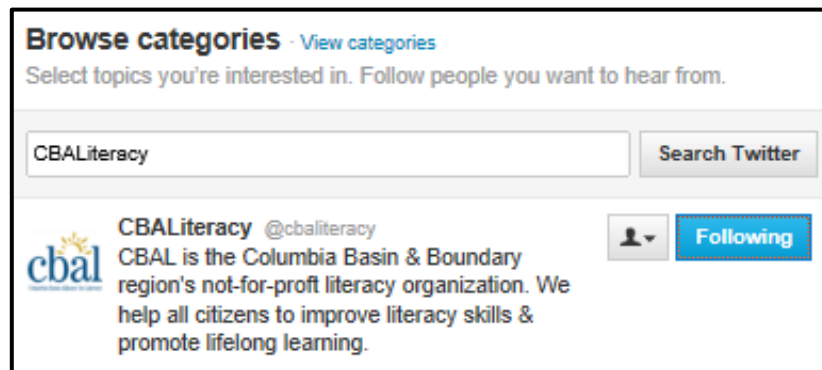 Browse categories · View categories
Select topics you're interested in. Follow people you want to hear from.
CBALiteracy
Search Twitter
CBALiteracy @cbaliteracy
Following
cbal
CBAL is the Columbia Basin & Boundary
region's not-for-proft literacy organization. We
help all citizens to improve literacy skills &
promote lifelong learning.